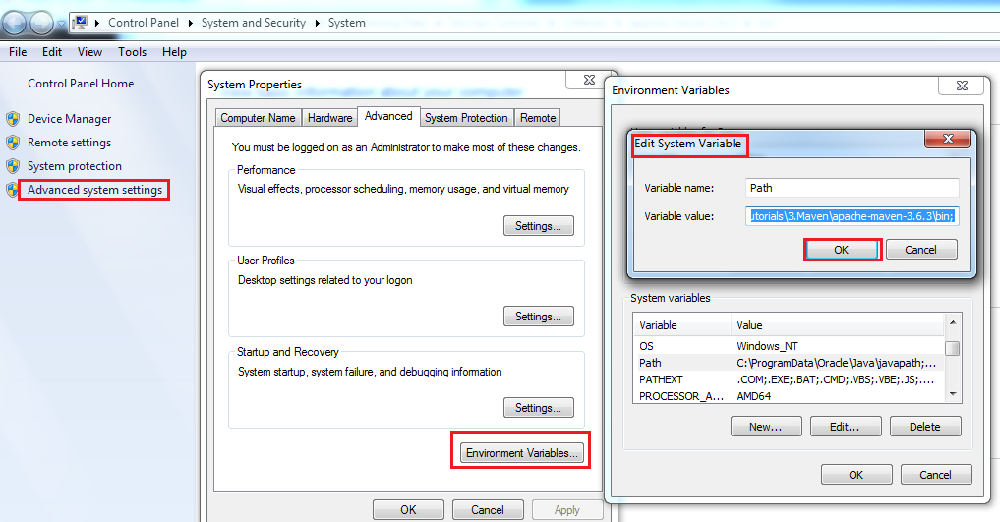 Control Panel ▸ System and Security ▸ System
File Edit View Tools Help
Control Panel Home
Device Manager
Remote settings
System protection
Advanced system settings
System Properties
Computer Name Hardware Advanced System Protection Remote
You must be logged on as an Administrator to make most of these changes.
Performance
Visual effects, processor scheduling, memory usage, and virtual memory
Settings...
User Profiles
Desktop settings related to your logon
Settings...
Startup and Recovery
System startup, system failure, and debugging information
Settings...
Environment Variables...
OK Cancel Apply
Environment Variables
Edit System Variable
Variable name: Path
Variable value: utorials\3.Maven\apache-maven-3.6.3\bin;
OK Cancel
System variables
Variable Value
OS Windows_NT
Path C:\ProgramData\Oracle\Java\javapath;...
PATHEXT .COM;.EXE;.BAT;.CMD;.VBS;.VBE;.JS;....
PROCESSOR_A... AMD64
New... Edit... Delete
OK Cancel